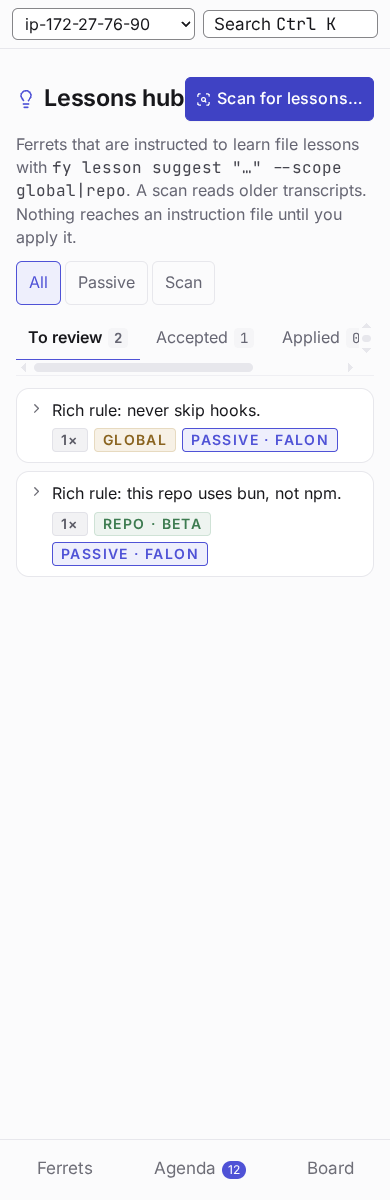 ip-172-27-76-90
Search Ctrl K
Lessons hub
Scan for lessons...
Ferrets that are instructed to learn file lessons
with fy lesson suggest "…" --scope
global|repo. A scan reads older transcripts.
Nothing reaches an instruction file until you
apply it.
All Passive Scan
To review 2 Accepted 1 Applied 0
Rich rule: never skip hooks.
1× GLOBAL PASSIVE · FALON
Rich rule: this repo uses bun, not npm.
1× REPO · BETA
PASSIVE · FALON
Ferrets Agenda 12 Board